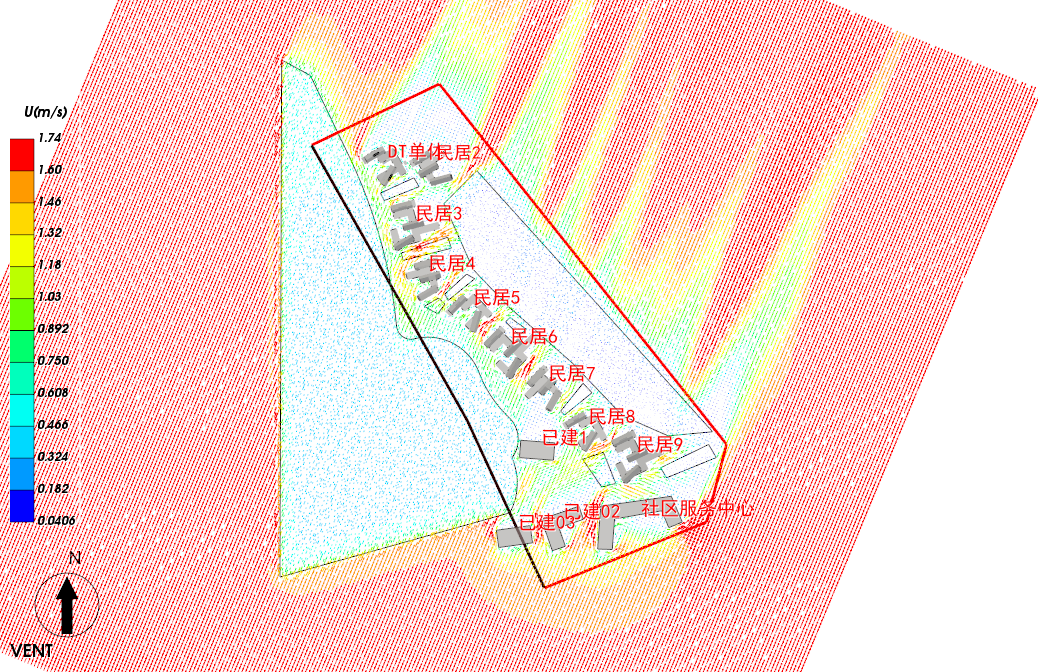 U(m/s)
1.74
1.60
1.46
1.32
1.18
1.03
0.892
0.750
0.608
0.466
0.324
0.182
0.0406
N
VENT
DT单体民居2
民居3
民居4
民居5
民居6
民居7
民居8
已建1
民居9
社区服务中心
已建02
已建03